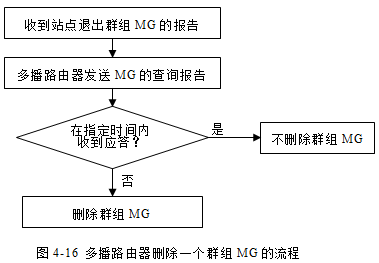 收到站点退出群组 MG 的报告
多播路由器发送 MG 的查询报告
在指定时间内
收到应答？
是
不删除群组 MG
否
删除群组 MG
图 4-16 多播路由器删除一个群组 MG 的流程